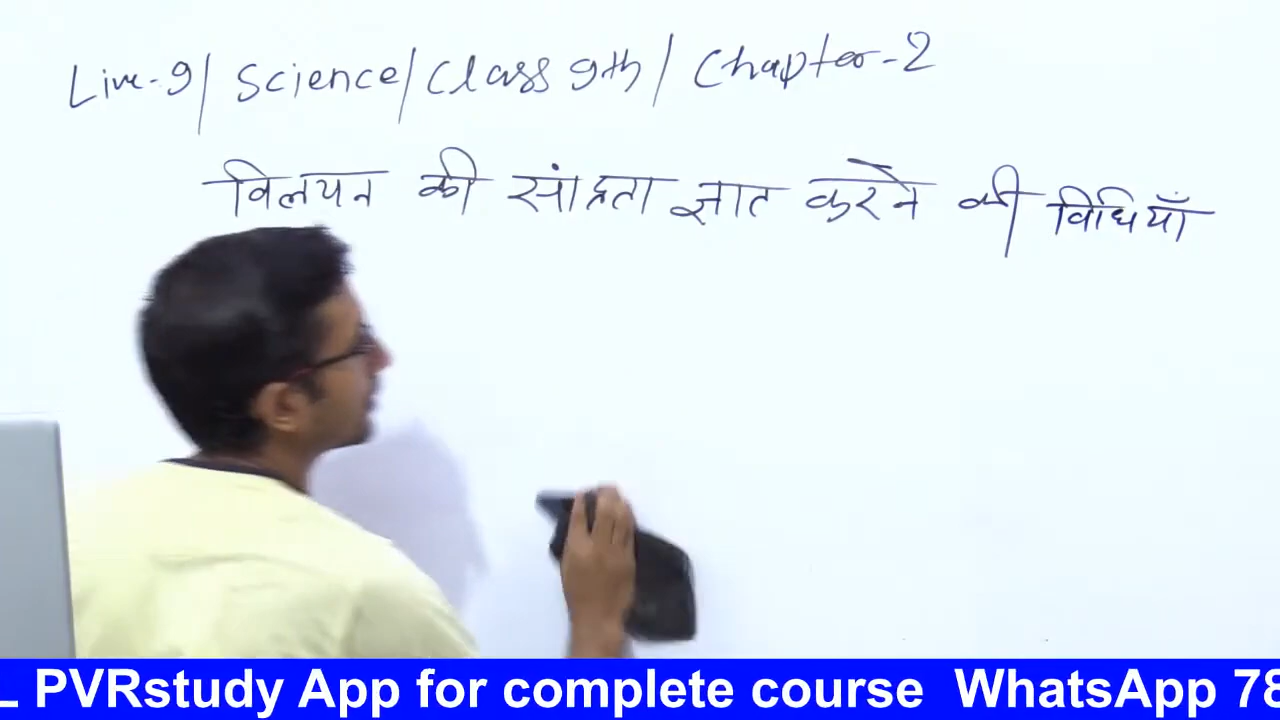 Live-9/ Science/ Class 9th/ Chapter-2
विलयन की सांद्रता ज्ञात करने की विधियाँ
L PVRstudy App for complete course WhatsApp 78